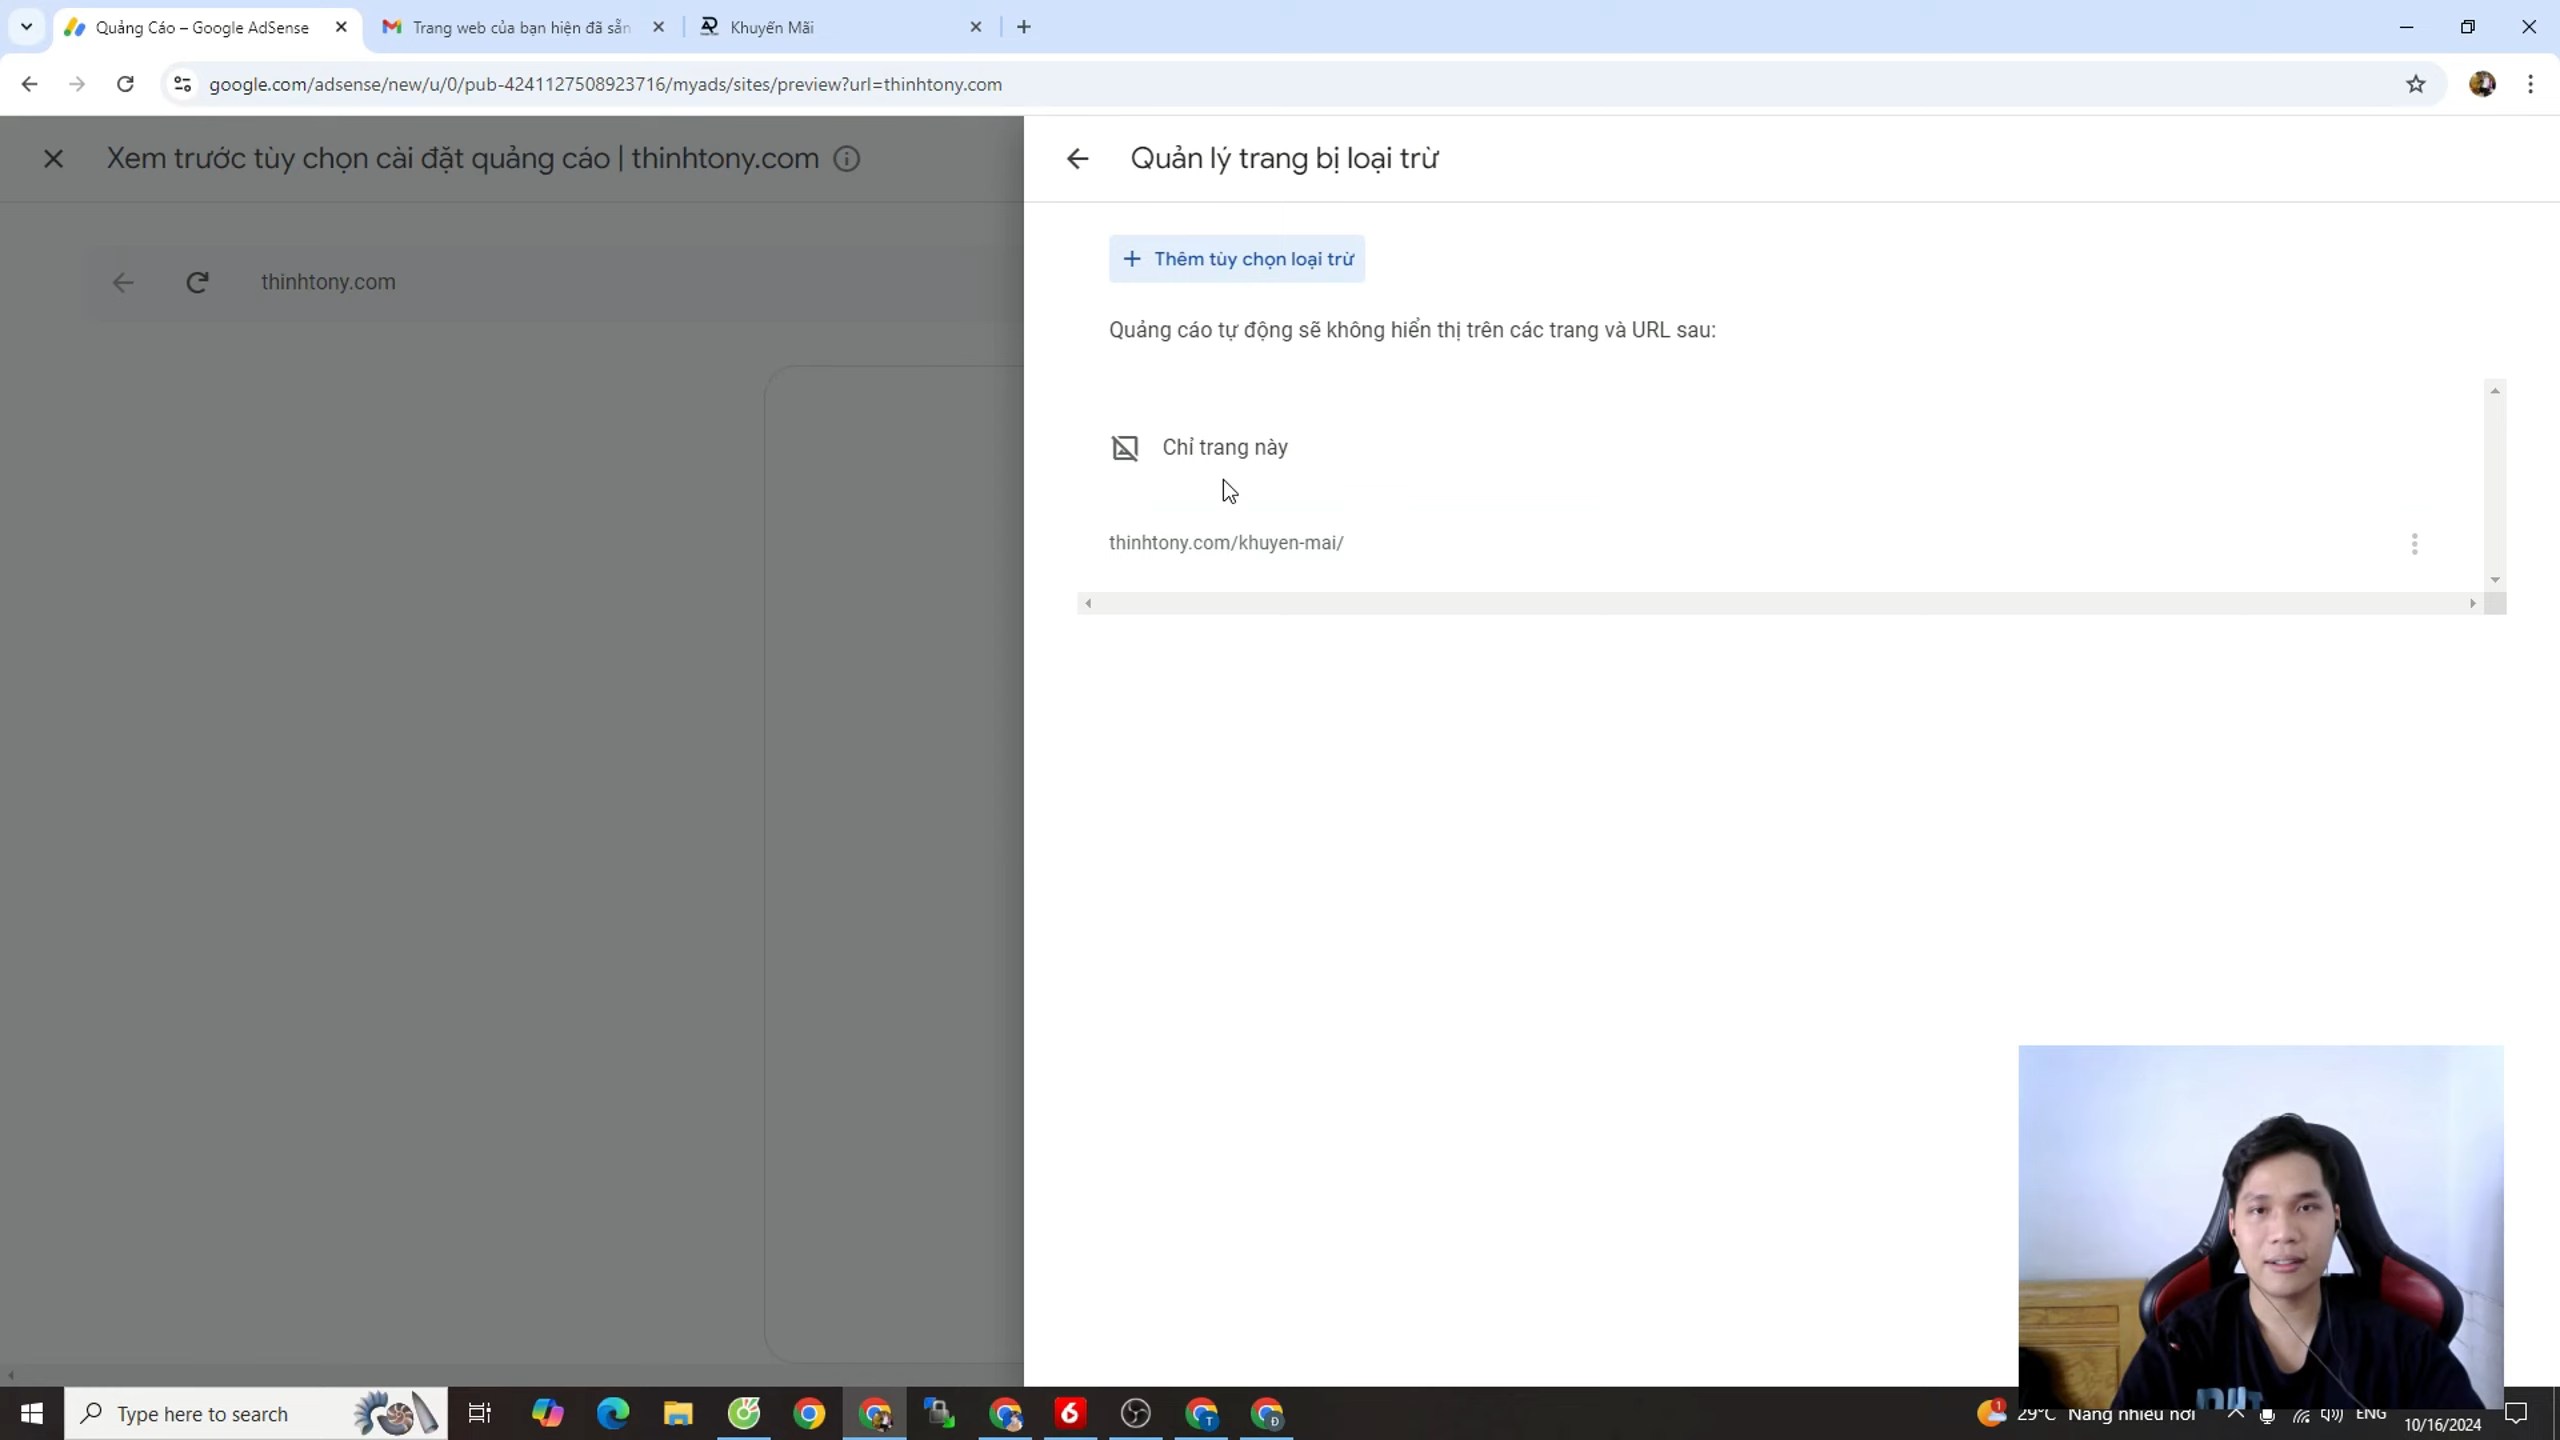 Quảng Cáo – Google AdSense
Trang web của bạn hiện đã sẵn
Khuyến Mãi
google.com/adsense/new/u/0/pub-4241127508923716/myads/sites/preview?url=thinhtony.com
Xem trước tùy chọn cài đặt quảng cáo | thinhtony.com
Quản lý trang bị loại trừ
thinhtony.com
+ Thêm tùy chọn loại trừ
Quảng cáo tự động sẽ không hiển thị trên các trang và URL sau:
Chỉ trang này
thinhtony.com/khuyen-mai/
Type here to search
29°C Nắng nhiều nơi
ENG
10/16/2024